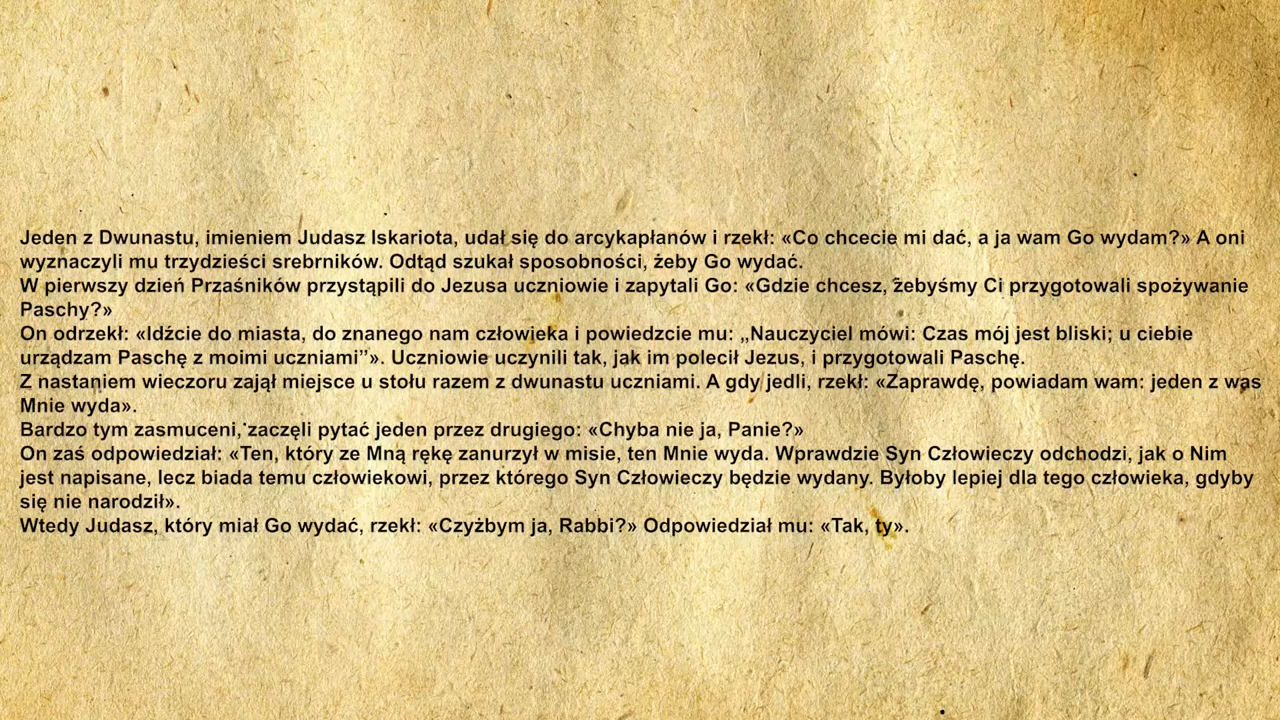 Jeden z Dwunastu, imieniem Judasz Iskariota, udał się do arcykapłanów i rzekł: «Co chcecie mi dać, a ja wam Go wydam?» A oni
wyznaczyli mu trzydzieści srebrników. Odtąd szukał sposobności, żeby Go wydać.
W pierwszy dzień Przaśników przystąpili do Jezusa uczniowie i zapytali Go: «Gdzie chcesz, żebyśmy Ci przygotowali spożywanie
Paschy?»
On odrzekł: «Idźcie do miasta, do znanego nam człowieka i powiedzcie mu: „Nauczyciel mówi: Czas mój jest bliski; u ciebie
urządzam Paschę z moimi uczniami”». Uczniowie uczynili tak, jak im polecił Jezus, i przygotowali Paschę.
Z nastaniem wieczoru zajął miejsce u stołu razem z dwunastu uczniami. A gdy jedli, rzekł: «Zaprawdę, powiadam wam: jeden z was
Mnie wyda».
Bardzo tym zasmuceni, zaczęli pytać jeden przez drugiego: «Chyba nie ja, Panie?»
On zaś odpowiedział: «Ten, który ze Mną rękę zanurzył w misie, ten Mnie wyda. Wprawdzie Syn Człowieczy odchodzi, jak o Nim
jest napisane, lecz biada temu człowiekowi, przez którego Syn Człowieczy będzie wydany. Byłoby lepiej dla tego człowieka, gdyby
się nie narodził».
Wtedy Judasz, który miał Go wydać, rzekł: «Czyżbym ja, Rabbi?» Odpowiedział mu: «Tak, ty».